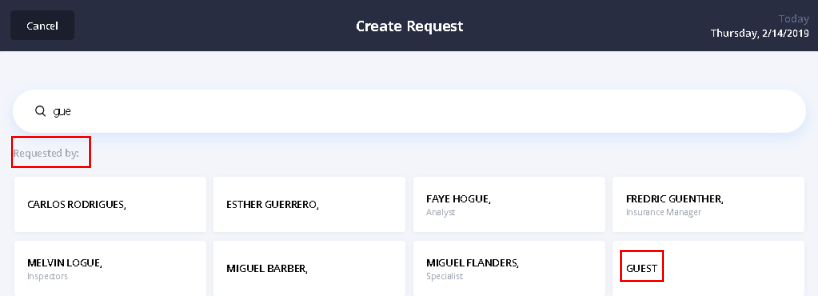 Cancel
Create Request
Today
Thursday, 2/14/2019
gue
Requested by:
CARLOS RODRIGUES,
ESTHER GUERRERO,
FAYE HOGUE,
Analyst
FREDRIC GUENTHER,
Insurance Manager
MELVIN LOGUE,
Inspectors
MIGUEL BARBER,
MIGUEL FLANDERS,
Specialist
GUEST